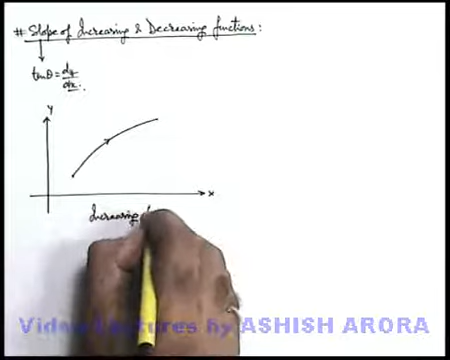 # Slope of Increasing & Decreasing functions :
tanθ = dy/dx.
Y
X
Increasing
Video Lectures by ASHISH ARORA